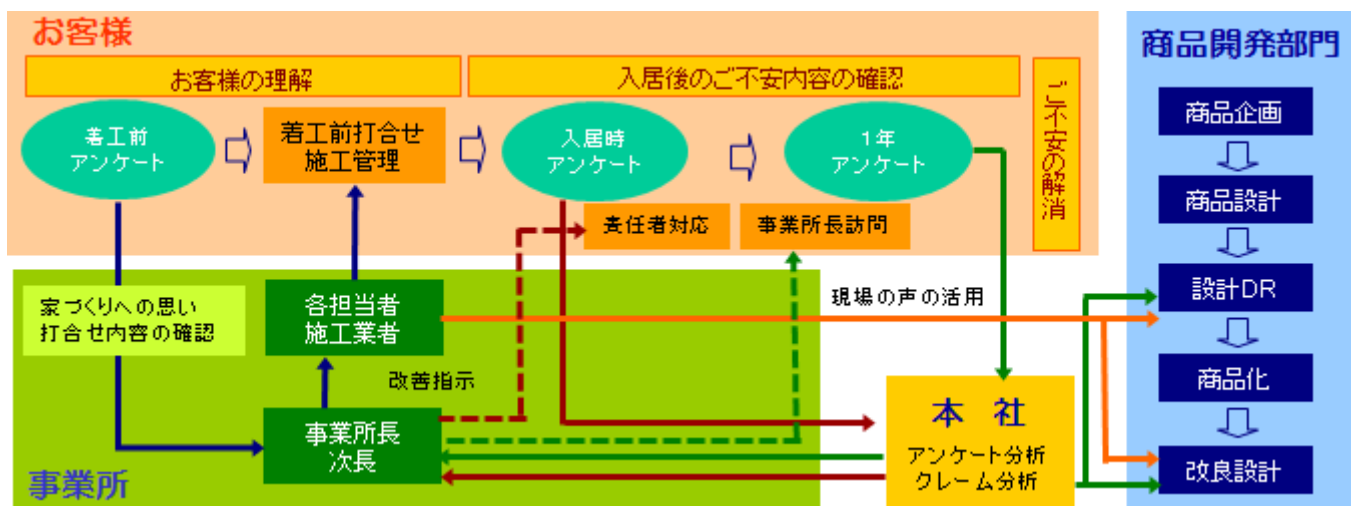 お客様
お客様の理解
入居後のご不安内容の確認
ご不安の解消
着工前
アンケート
着工前打合せ
施工管理
入居時
アンケート
1年
アンケート
責任者対応
事業所長訪問
家づくりへの思い
打合せ内容の確認
各担当者
施工業者
現場の声の活用
改善指示
事業所長
次長
事業所
本 社
アンケート分析
クレーム分析
商品開発部門
商品企画
商品設計
設計DR
商品化
改良設計